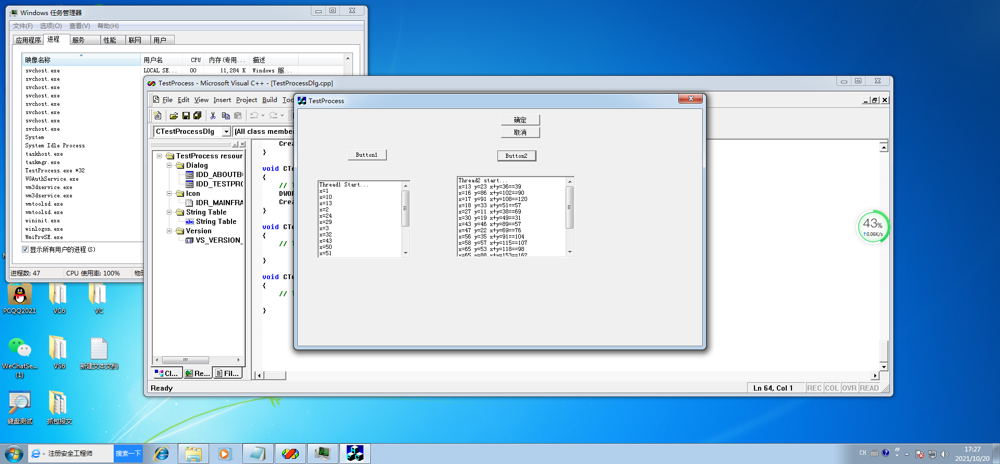 Windows 任务管理器
文件(F) 选项(O) 查看(V) 帮助(H)
应用程序 进程 服务 性能 联网 用户
映像名称 用户名 CPU 内存(专用... 描述
svchost.exe LOCAL SE... 00 11,284 K Windows 服...
svchost.exe
svchost.exe
svchost.exe
svchost.exe
svchost.exe
svchost.exe
svchost.exe
System
System Idle Process
taskhost.exe
taskmgr.exe
TestProcess.exe *32
VGAuthService.exe
vm3dservice.exe
vm3dservice.exe
vmtoolsd.exe
vmtoolsd.exe
wininit.exe
winlogon.exe
WmiPrvSE.exe
显示所有用户的进程(S)
进程数: 47 CPU 使用率: 100%
TestProcess - Microsoft Visual C++ - [TestProcessDlg.cpp]
File Edit View Insert Project Build
CTestProcessDlg
TestProcess resour
Dialog
IDD_ABOUTB
IDD_TESTPRO
Icon
IDR_MAINFRA
String Table
abc String Table
Version
1.0 VS_VERSION_
Cl... Re... Fil...
Crea
}
void CTe
{
//
DWOR
Crea
}
void CTe
{
//
}
void CTe
{
//
}
Ready
Ln 64, Col 1
REC COL OVR READ
TestProcess
确定
取消
Button1
Button2
Thread1 Start...
x=1
x=10
x=13
x=2
x=24
x=29
x=3
x=32
x=43
x=50
x=51
Thread2 start...
x=13 y=23 x+y=36==39
x=16 y=86 x+y=102==90
x=17 y=91 x+y=108==120
x=18 y=33 x+y=51==57
x=27 y=11 x+y=38==69
x=30 y=19 x+y=49==31
x=43 y=46 x+y=89==57
x=47 y=22 x+y=69==76
x=56 y=35 x+y=91==104
x=58 y=57 x+y=115==107
x=65 y=53 x+y=118==98
x=65 y=88 x+y=153==162
43%
0.06K/s
PCQQ2021
VC6
VC
WeChatSe...
(1)
VS6
新建文本文档
键盘测试
抓包报文
注册安全工程师
搜索一下
CH
17:27
2021/10/20